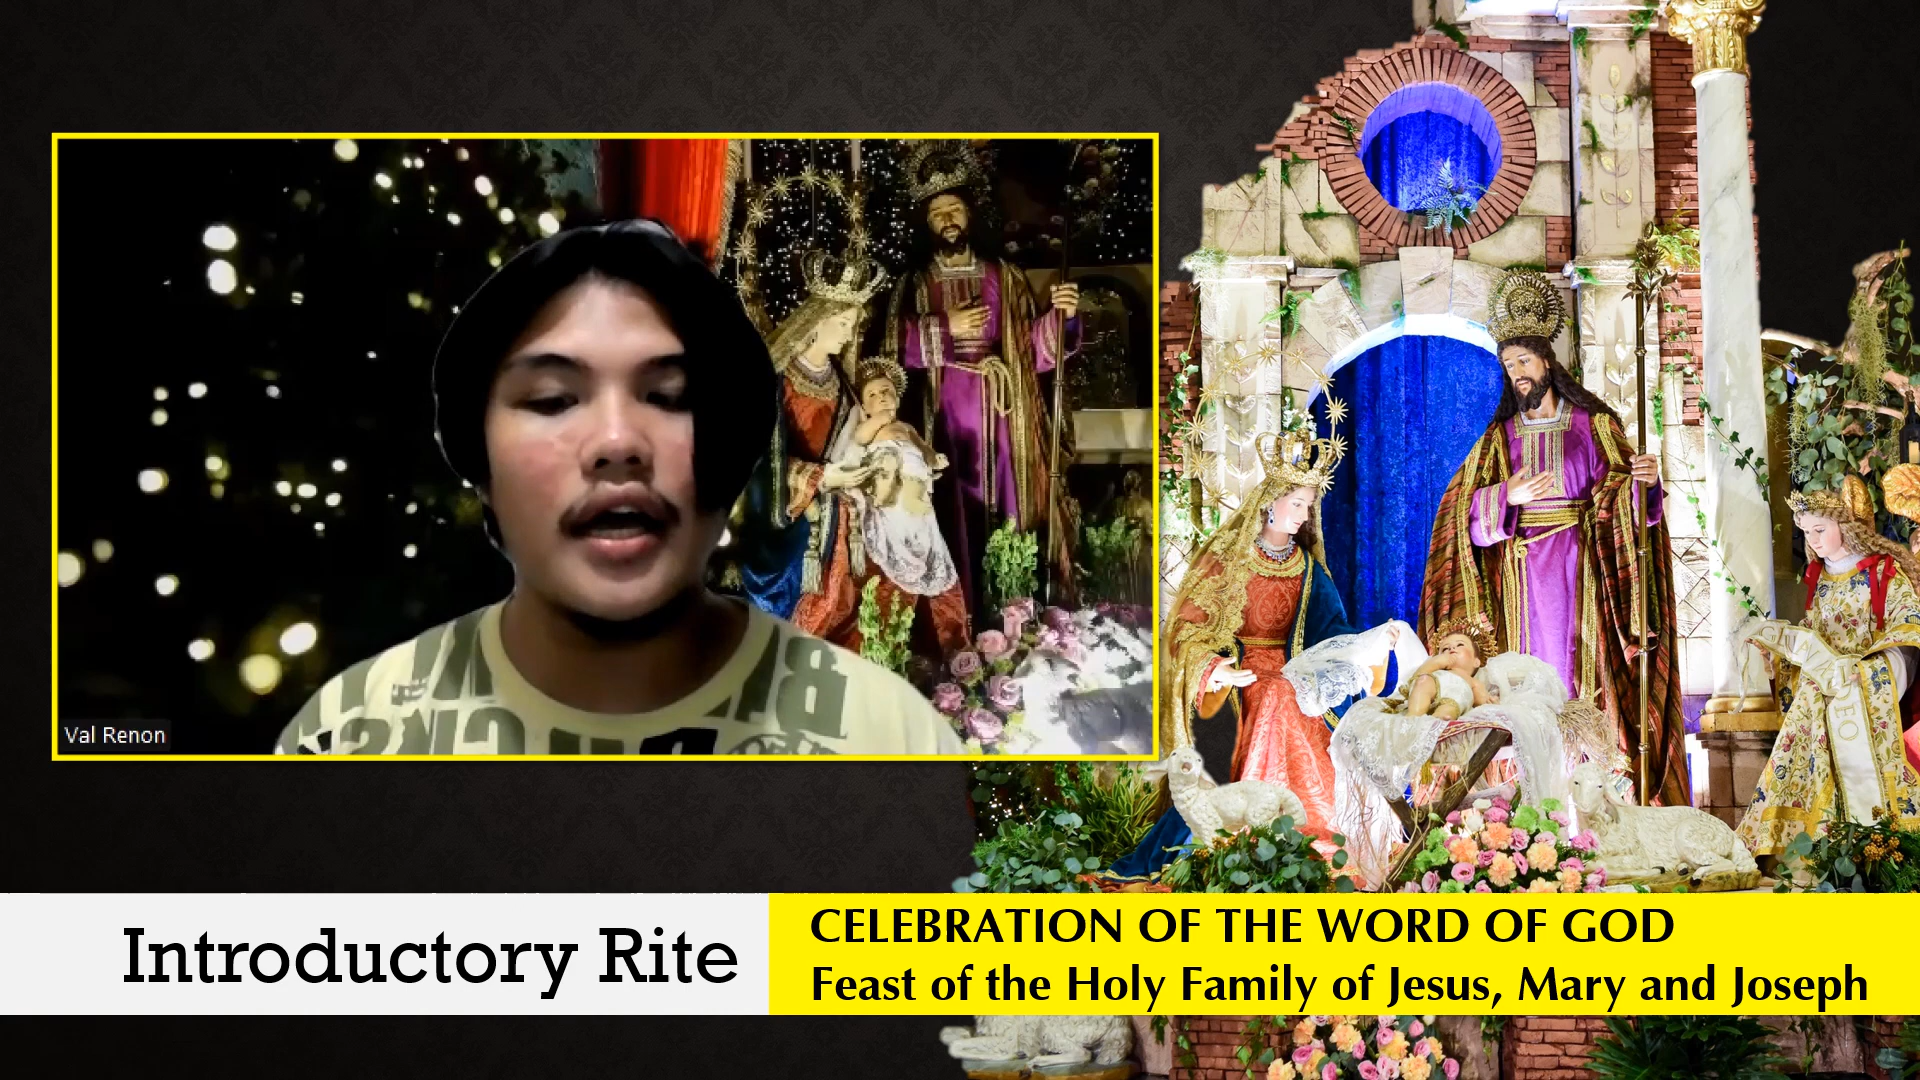 Val Renon
Introductory Rite
CELEBRATION OF THE WORD OF GOD
Feast of the Holy Family of Jesus, Mary and Joseph